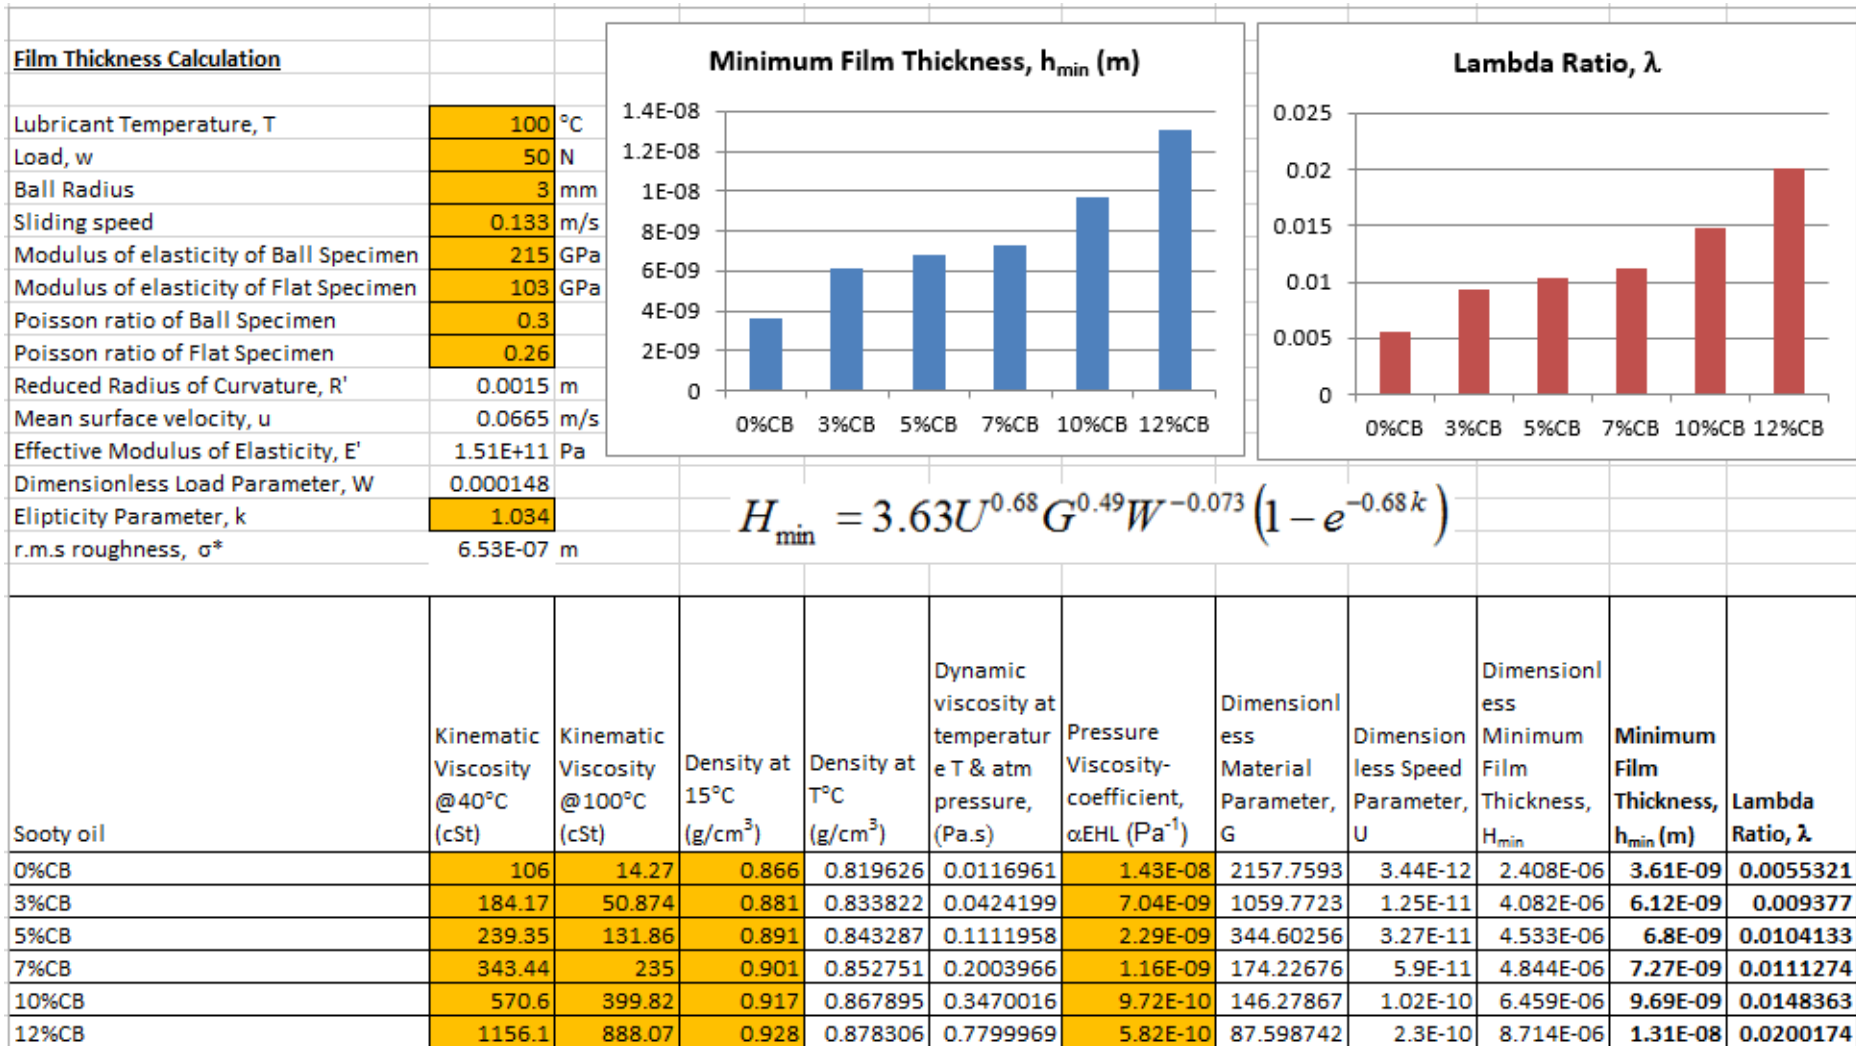 Film Thickness Calculation
Lubricant Temperature, T 100 °C
Load, w 50 N
Ball Radius 3 mm
Sliding speed 0.133 m/s
Modulus of elasticity of Ball Specimen 215 GPa
Modulus of elasticity of Flat Specimen 103 GPa
Poisson ratio of Ball Specimen 0.3
Poisson ratio of Flat Specimen 0.26
Reduced Radius of Curvature, R' 0.0015 m
Mean surface velocity, u 0.0665 m/s
Effective Modulus of Elasticity, E' 1.51E+11 Pa
Dimensionless Load Parameter, W 0.000148
Elipticity Parameter, k 1.034
r.m.s roughness, σ* 6.53E-07 m
Minimum Film Thickness, hmin (m)
1.4E-08
1.2E-08
1E-08
8E-09
6E-09
4E-09
2E-09
0
0%CB 3%CB 5%CB 7%CB 10%CB 12%CB
Lambda Ratio, λ
0.025
0.02
0.015
0.01
0.005
0
0%CB 3%CB 5%CB 7%CB 10%CB 12%CB
Hmin = 3.63U^0.68 G^0.49 W^-0.073 (1 - e^-0.68k)
Sooty oil
Kinematic
Viscosity
@40°C
(cSt)
Kinematic
Viscosity
@100°C
(cSt)
Density at
15°C
(g/cm³)
Density at
T°C
(g/cm³)
Dynamic
viscosity at
temperatur
e T & atm
pressure,
(Pa.s)
Pressure
Viscosity-
coefficient,
αEHL (Pa⁻¹)
Dimensionl
ess
Material
Parameter,
G
Dimension
less Speed
Parameter,
U
Dimensionl
ess
Minimum
Film
Thickness,
Hmin
Minimum
Film
Thickness,
hmin (m)
Lambda
Ratio, λ
0%CB 106 14.27 0.866 0.819626 0.0116961 1.43E-08 2157.7593 3.44E-12 2.408E-06 3.61E-09 0.0055321
3%CB 184.17 50.874 0.881 0.833822 0.0424199 7.04E-09 1059.7723 1.25E-11 4.082E-06 6.12E-09 0.009377
5%CB 239.35 131.86 0.891 0.843287 0.1111958 2.29E-09 344.60256 3.27E-11 4.533E-06 6.8E-09 0.0104133
7%CB 343.44 235 0.901 0.852751 0.2003966 1.16E-09 174.22676 5.9E-11 4.844E-06 7.27E-09 0.0111274
10%CB 570.6 399.82 0.917 0.867895 0.3470016 9.72E-10 146.27867 1.02E-10 6.459E-06 9.69E-09 0.0148363
12%CB 1156.1 888.07 0.928 0.878306 0.7799969 5.82E-10 87.598742 2.3E-10 8.714E-06 1.31E-08 0.0200174